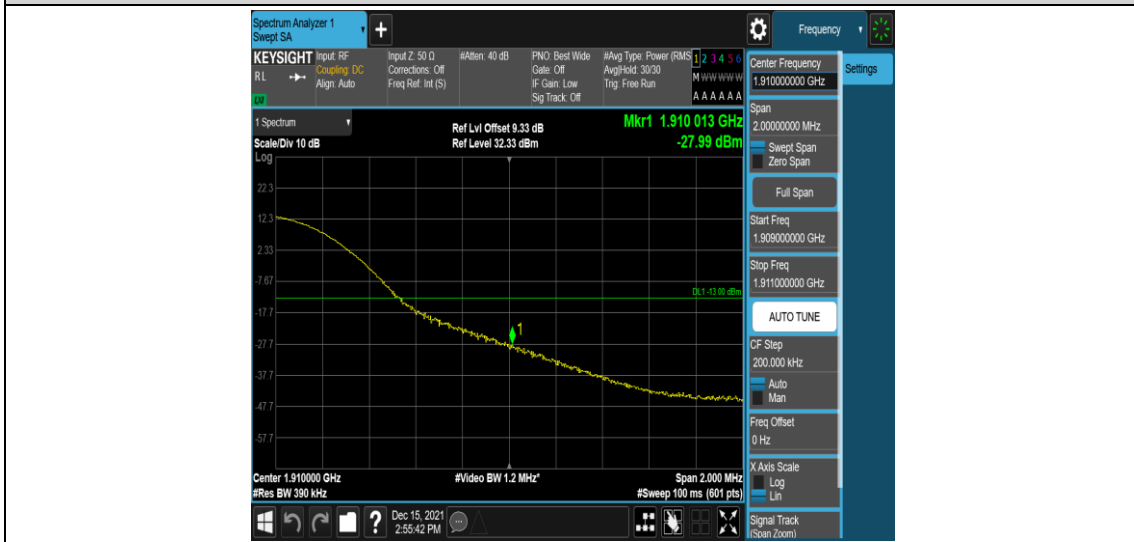 Spectrum Analyzer 1
Swept SA
+
Frequency
KEYSIGHT
RL
LXI
Input: RF
Coupling: DC
Align: Auto
Input Z: 50 Ω
Corrections: Off
Freq Ref: Int (S)
#Atten: 40 dB
PNO: Best Wide
Gate: Off
IF Gain: Low
Sig Track: Off
#Avg Type: Power (RMS
Avg|Hold: 30/30
Trig: Free Run
1 2 3 4 5 6
M W W W W W
A A A A A A
1 Spectrum
Scale/Div 10 dB
Log
Ref Lvl Offset 9.33 dB
Ref Level 32.33 dBm
Mkr1 1.910 013 GHz
-27.99 dBm
22.3
12.3
2.33
-7.67
-17.7
-27.7
-37.7
-47.7
-57.7
DL1 -13.00 dBm
1
Center 1.910000 GHz
#Res BW 390 kHz
#Video BW 1.2 MHz*
Span 2.000 MHz
#Sweep 100 ms (601 pts)
?
Dec 15, 2021
2:55:42 PM
Center Frequency
1.910000000 GHz
Settings
Span
2.00000000 MHz
Swept Span
Zero Span
Full Span
Start Freq
1.909000000 GHz
Stop Freq
1.911000000 GHz
AUTO TUNE
CF Step
200.000 kHz
Auto
Man
Freq Offset
0 Hz
X Axis Scale
Log
Lin
Signal Track
(Span Zoom)